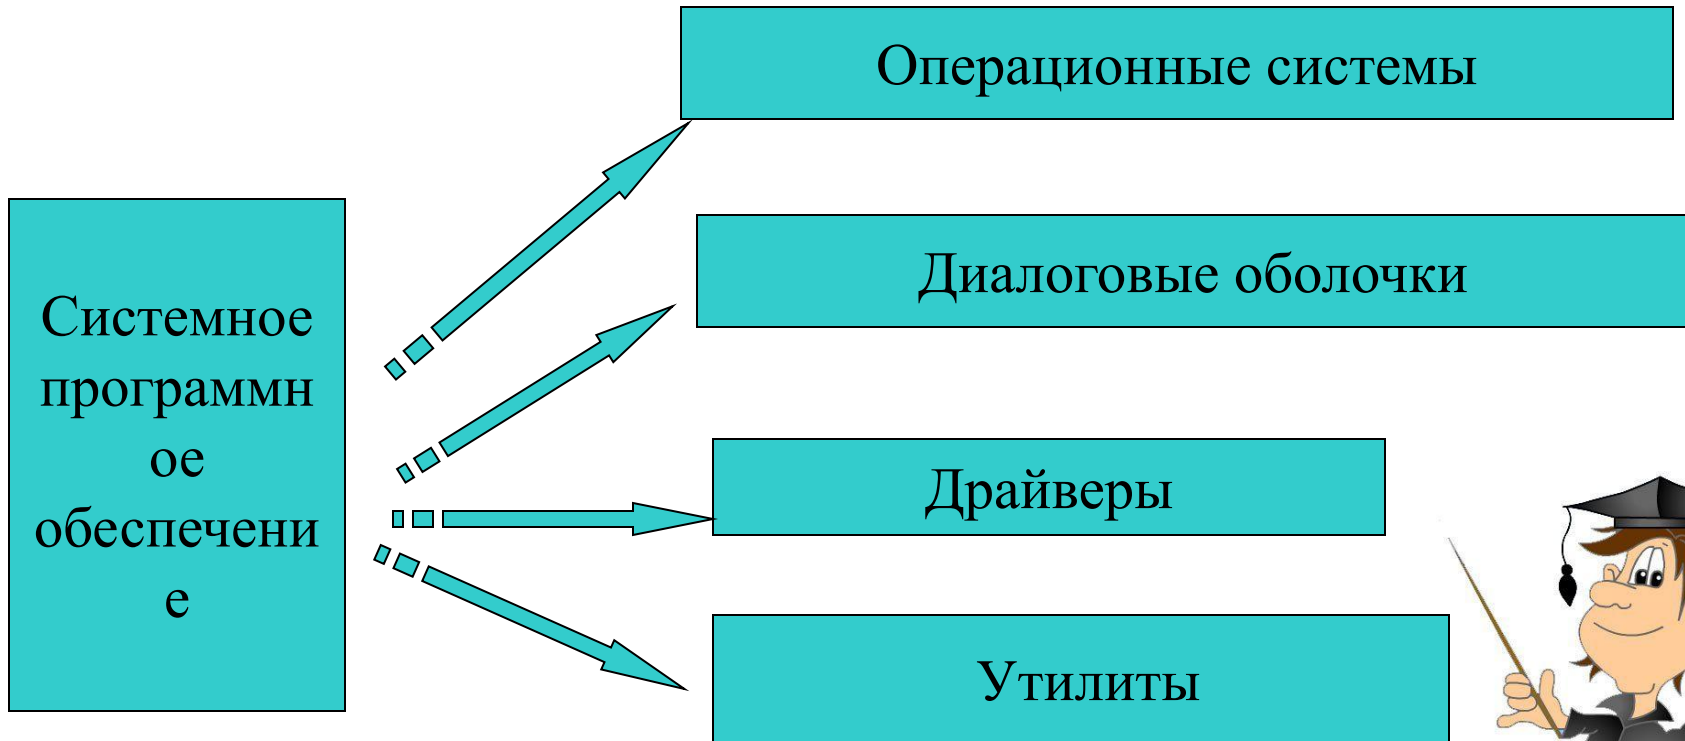 Операционные системы
Диалоговые оболочки
Системное
программн
ое
обеспечени
е
Драйверы
Утилиты